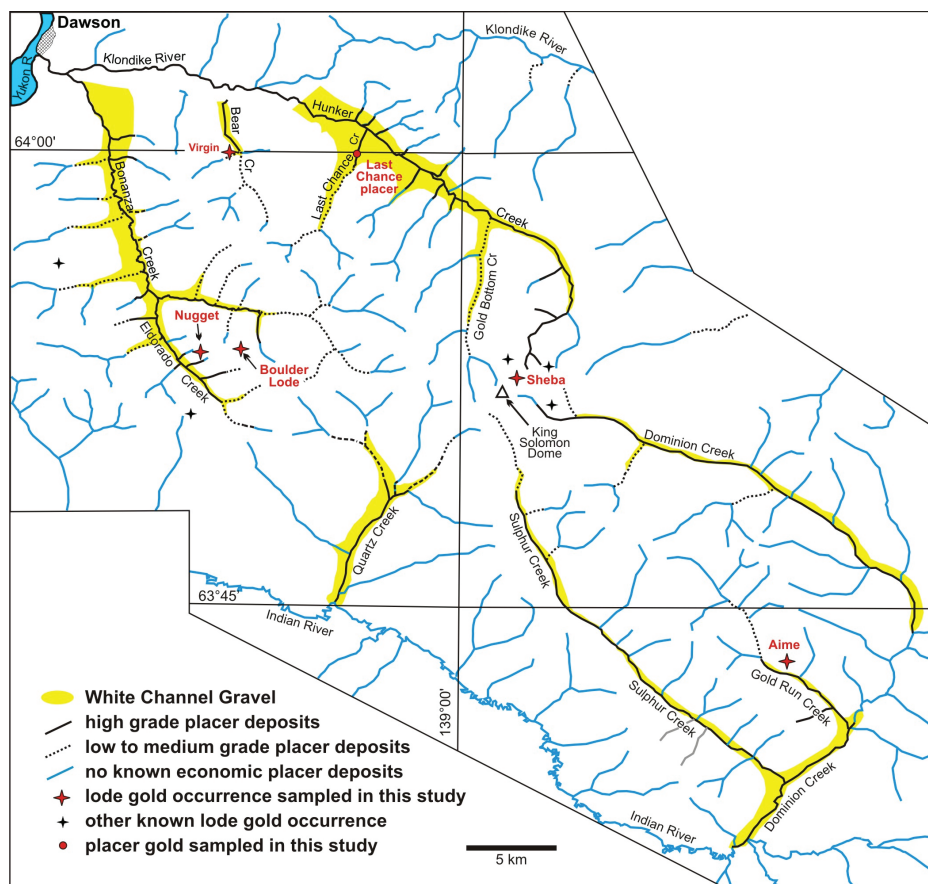 Dawson
Yukon R.
Klondike River
Klondike River
Hunker
Bear
Cr
Virgin
64°00'
Last Chance Cr
Last
Chance
placer
Bonanza
Creek
Creek
Gold Bottom Cr
Nugget
Eldorado
Creek
Boulder
Lode
Sheba
King
Solomon
Dome
Dominion Creek
Quartz Creek
Sulphur Creek
63°45'
Indian River
Aime
Gold Run Creek
Sulphur Creek
139°00'
Dominion Creek
Indian River
White Channel Gravel
high grade placer deposits
low to medium grade placer deposits
no known economic placer deposits
lode gold occurrence sampled in this study
other known lode gold occurrence
placer gold sampled in this study
5 km